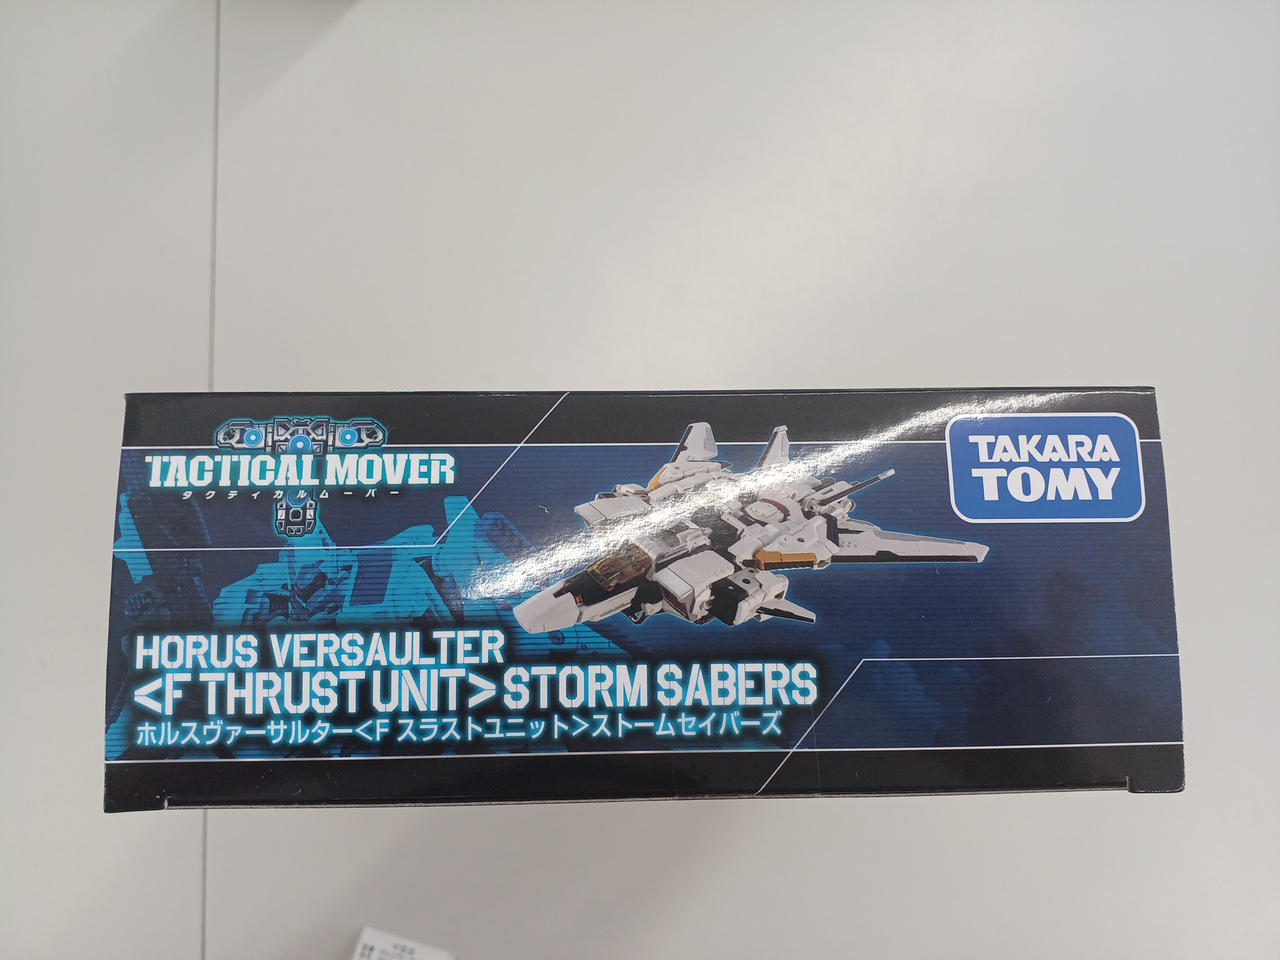 TACTICAL MOVER
タクティカルムーバー
TAKARA
TOMY
HORUS VERSAULTER
<F THRUST UNIT> STORM SABERS
ホルスヴァーサルター<F スラストユニット>ストームセイバーズ